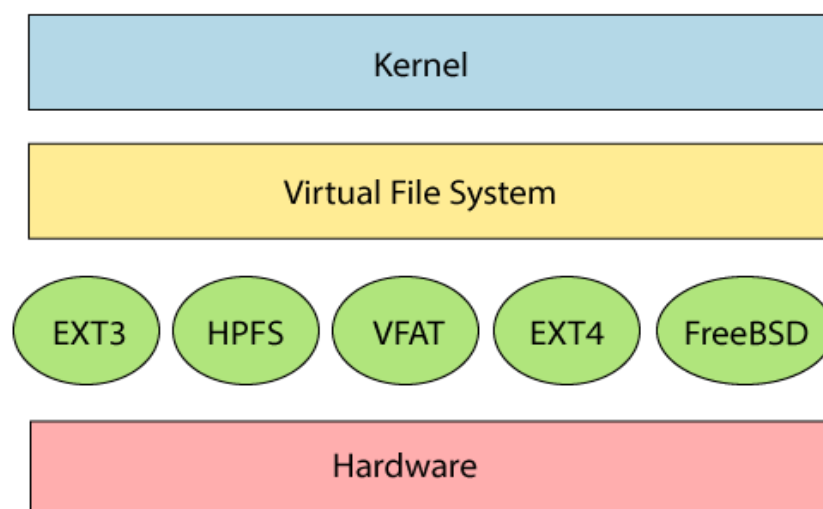 Kernel
Virtual File System
EXT3 HPFS VFAT EXT4 FreeBSD
Hardware